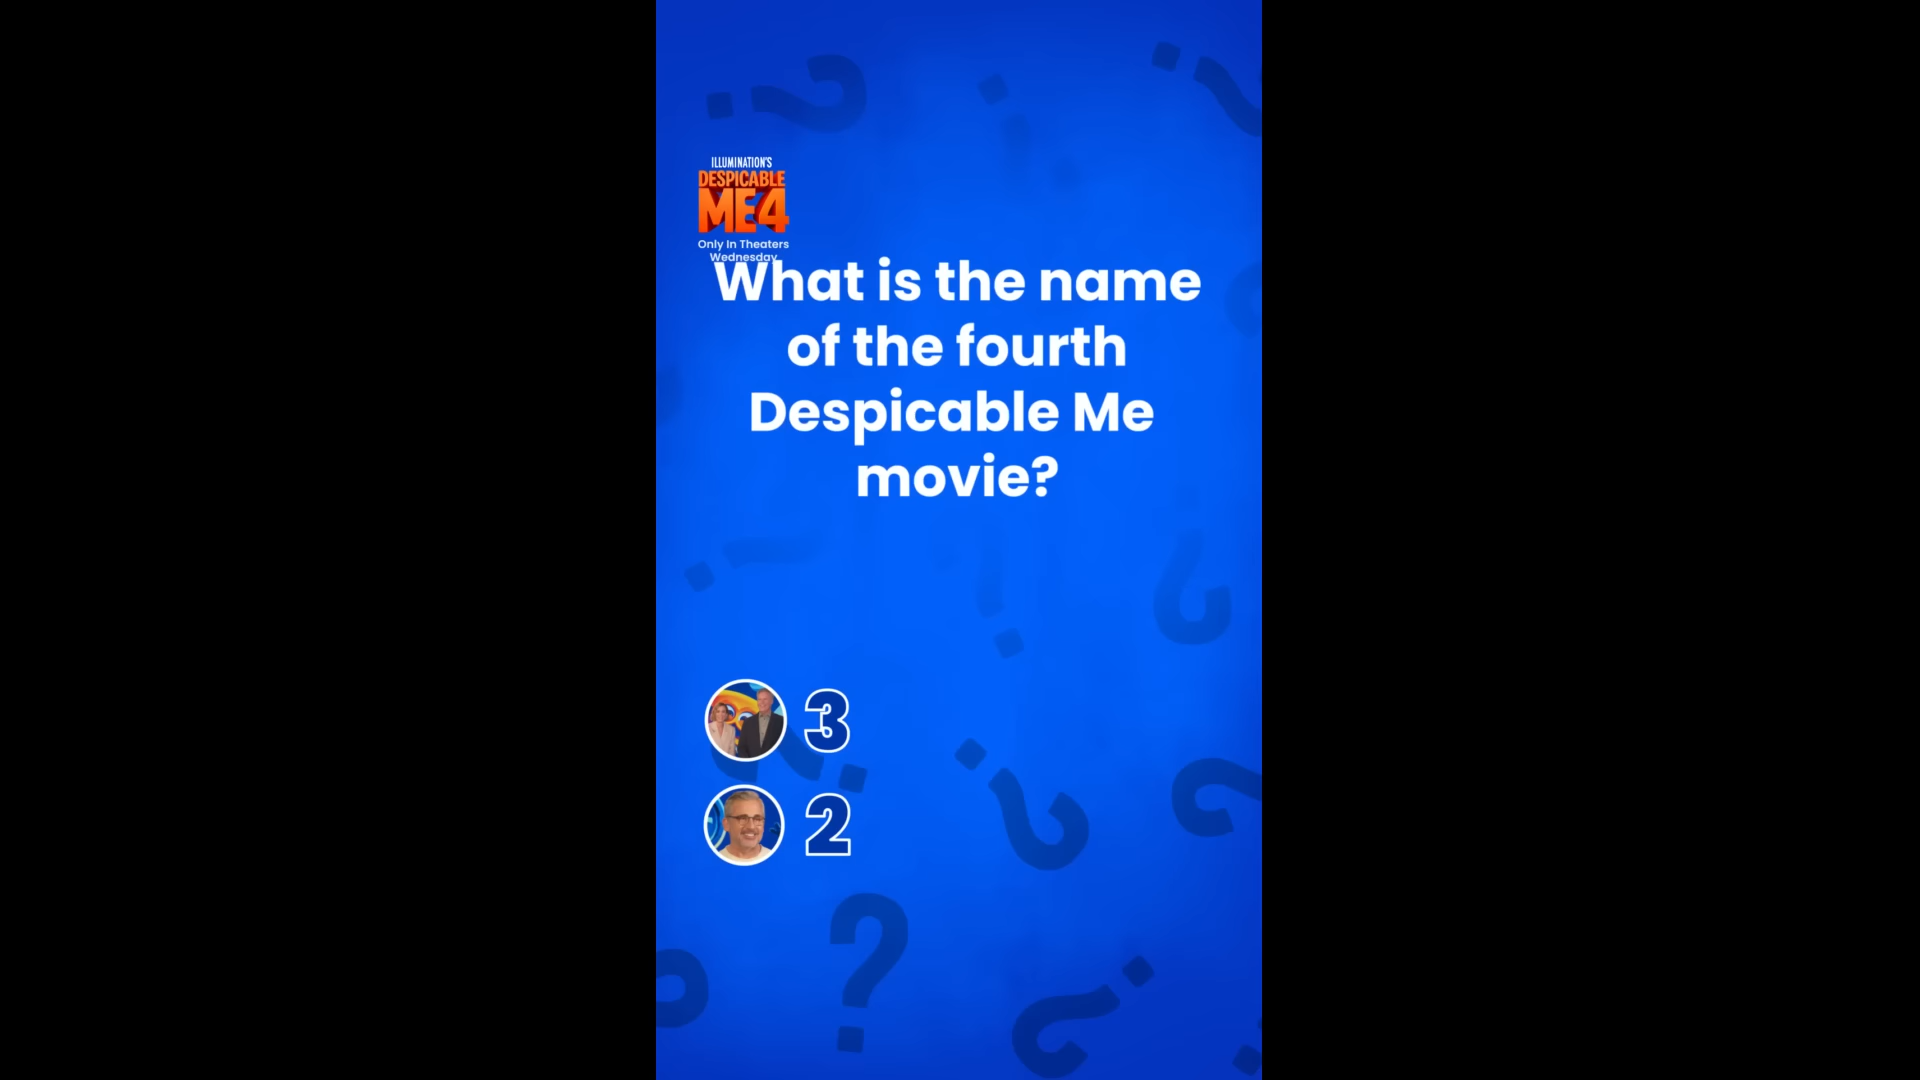 ILLUMINATION'S
DESPICABLE
ME4
Only In Theaters
Wednesday
What is the name
of the fourth
Despicable Me
movie?
3
2